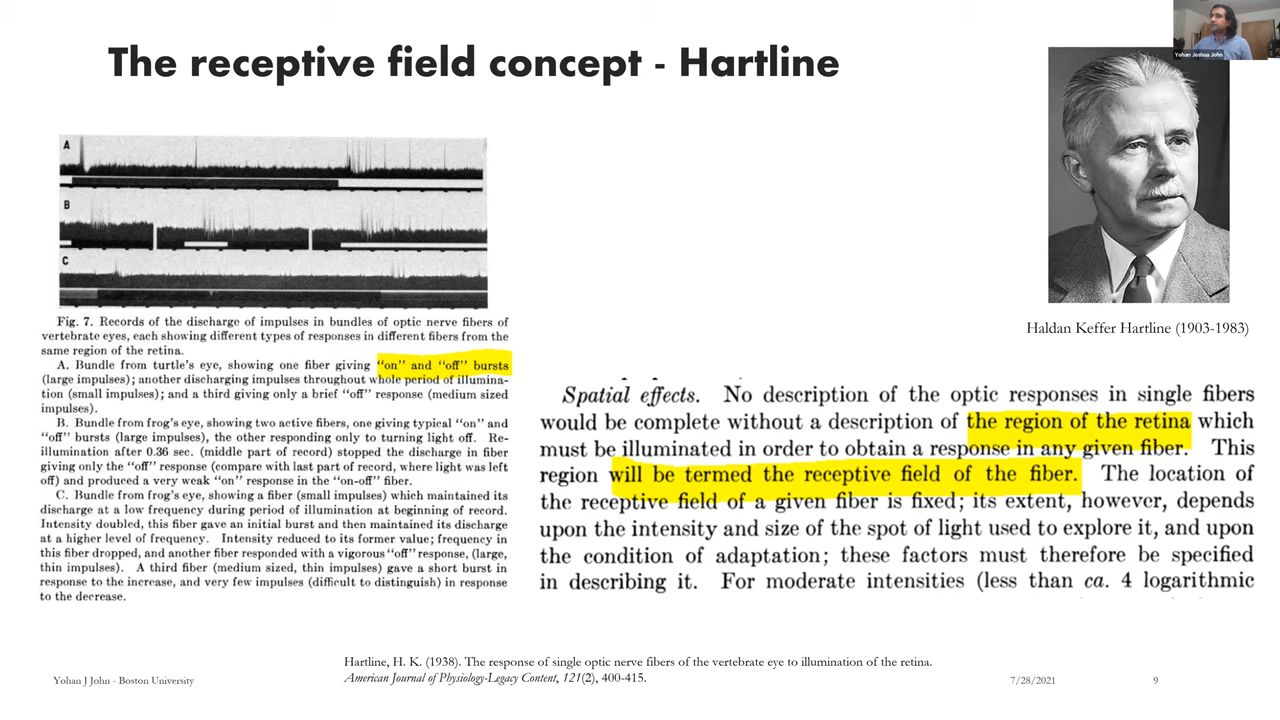 The receptive field concept - Hartline
Yohan Joshua John
A
B
C
Fig. 7. Records of the discharge of impulses in bundles of optic nerve fibers of
vertebrate eyes, each showing different types of responses in different fibers from the
same region of the retina.
A. Bundle from turtle's eye, showing one fiber giving "on" and "off" bursts
(large impulses); another discharging impulses throughout whole period of illumina-
tion (small impulses); and a third giving only a brief "off" response (medium sized
impulses).
B. Bundle from frog's eye, showing two active fibers, one giving typical "on" and
"off" bursts (large impulses), the other responding only to turning light off. Re-
illumination after 0.36 sec. (middle part of record) stopped the discharge in fiber
giving only the "off" response (compare with last part of record, where light was left
off) and produced a very weak "on" response in the "on-off" fiber.
C. Bundle from frog's eye, showing a fiber (small impulses) which maintained its
discharge at a low frequency during period of illumination at beginning of record.
Intensity doubled, this fiber gave an initial burst and then maintained its discharge
at a higher level of frequency. Intensity reduced to its former value; frequency in
this fiber dropped, and another fiber responded with a vigorous "off" response, (large,
thin impulses). A third fiber (medium sized, thin impulses) gave a short burst in
response to the increase, and very few impulses (difficult to distinguish) in response
to the decrease.
Haldan Keffer Hartline (1903-1983)
Spatial effects. No description of the optic responses in single fibers
would be complete without a description of the region of the retina which
must be illuminated in order to obtain a response in any given fiber. This
region will be termed the receptive field of the fiber. The location of
the receptive field of a given fiber is fixed; its extent, however, depends
upon the intensity and size of the spot of light used to explore it, and upon
the condition of adaptation; these factors must therefore be specified
in describing it. For moderate intensities (less than ca. 4 logarithmic
Hartline, H. K. (1938). The response of single optic nerve fibers of the vertebrate eye to illumination of the retina.
American Journal of Physiology-Legacy Content, 121(2), 400-415.
Yohan J John - Boston University
7/28/2021
9